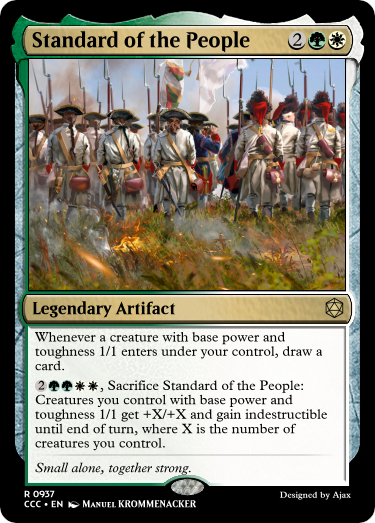 Standard of the People 2
Legendary Artifact
Whenever a creature with base power and
toughness 1/1 enters under your control, draw a
card.
2, Sacrifice Standard of the People:
Creatures you control with base power and
toughness 1/1 get +X/+X and gain indestructible
until end of turn, where X is the number of
creatures you control.
Small alone, together strong.
R 0937
CCC • EN Manuel Krommenacker
Designed by Ajax